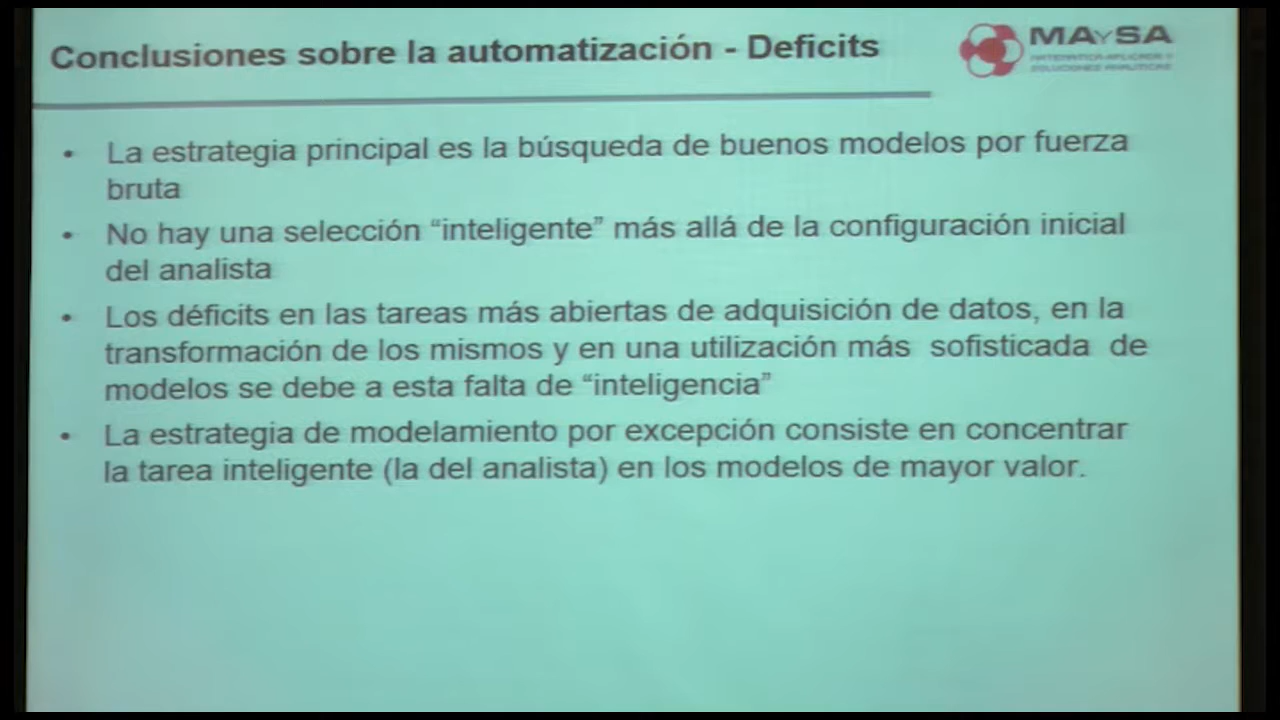 Conclusiones sobre la automatización - Deficits
MAYSA
MATEMÁTICA APLICADA Y
SOLUCIONES ANALÍTICAS
• La estrategia principal es la búsqueda de buenos modelos por fuerza
bruta
• No hay una selección “inteligente” más allá de la configuración inicial
del analista
• Los déficits en las tareas más abiertas de adquisición de datos, en la
transformación de los mismos y en una utilización más sofisticada de
modelos se debe a esta falta de “inteligencia”
• La estrategia de modelamiento por excepción consiste en concentrar
la tarea inteligente (la del analista) en los modelos de mayor valor.